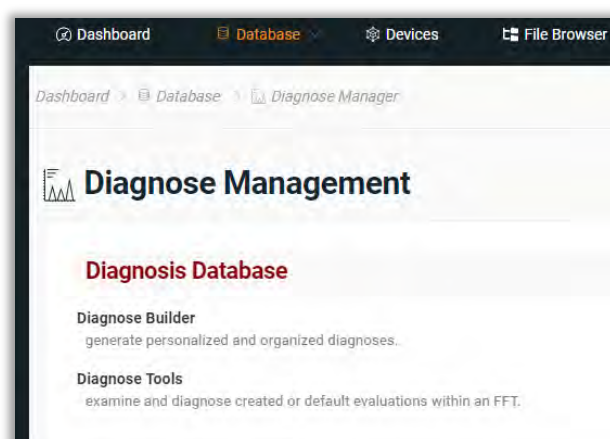 Dashboard Database Devices File Browser
Dashboard > Database > Diagnose Manager
Diagnose Management
Diagnosis Database
Diagnose Builder
generate personalized and organized diagnoses.
Diagnose Tools
examine and diagnose created or default evaluations within an FFT.